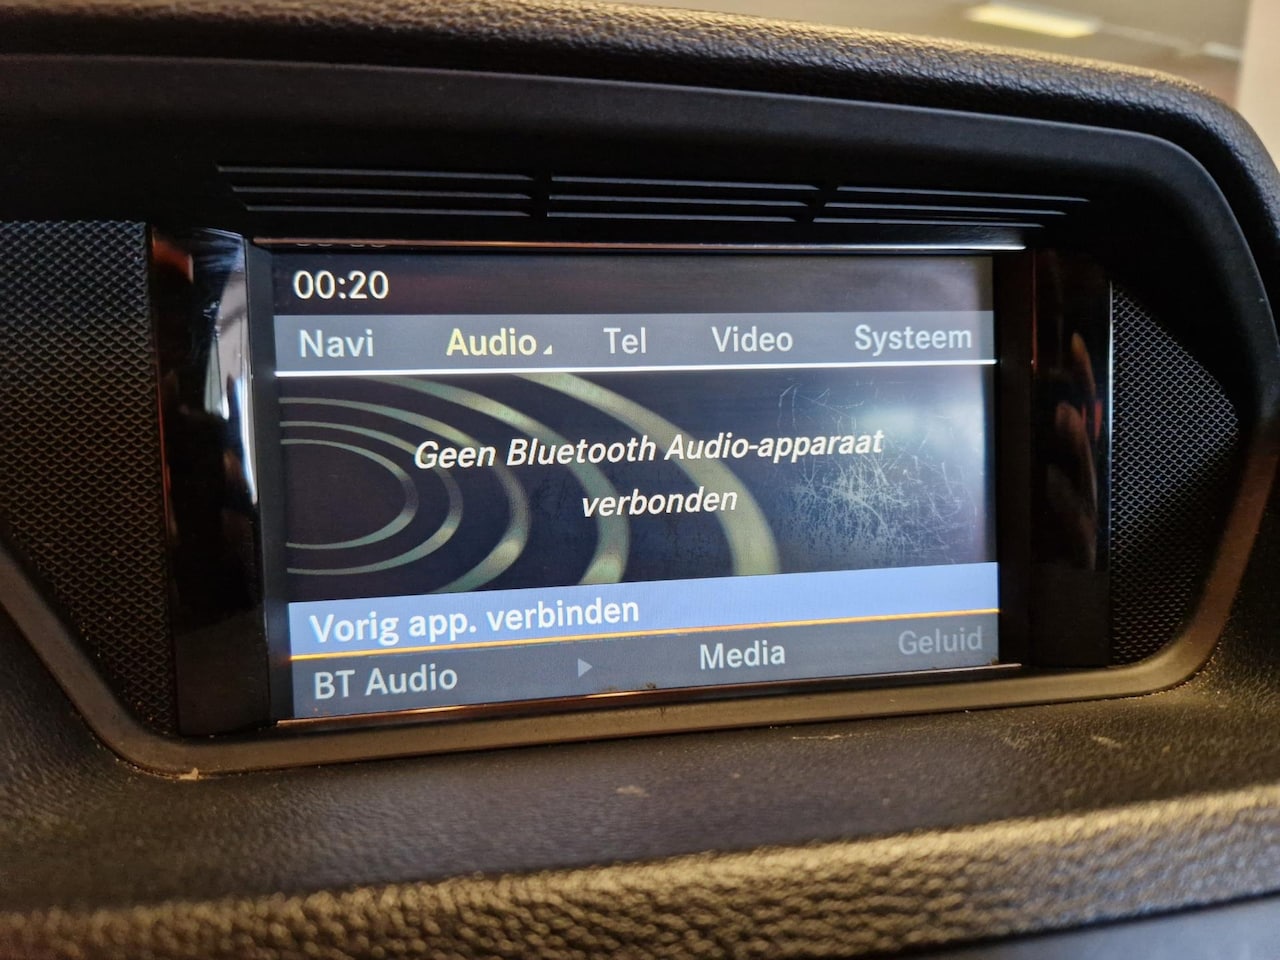 00:20
Navi Audio Tel Video Systeem
Geen Bluetooth Audio-apparaat
verbonden
Vorig app. verbinden
BT Audio Media Geluid